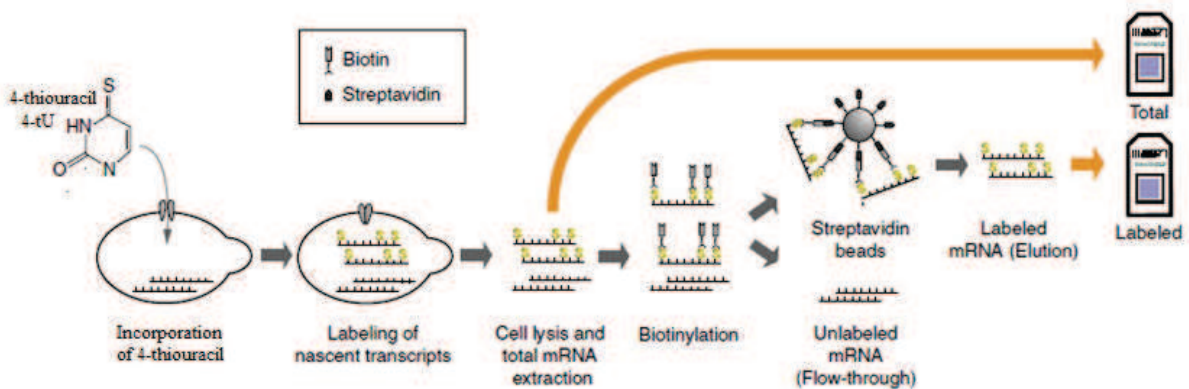 Biotin
Streptavidin
4-thiouracil
4-tU
S
HN
O
N
Total
Labeled
Streptavidin
beads
Labeled
mRNA (Elution)
Incorporation
of 4-thiouracil
Labeling of
nascent transcripts
Cell lysis and
total mRNA
extraction
Biotinylation
Unlabeled
mRNA
(Flow-through)